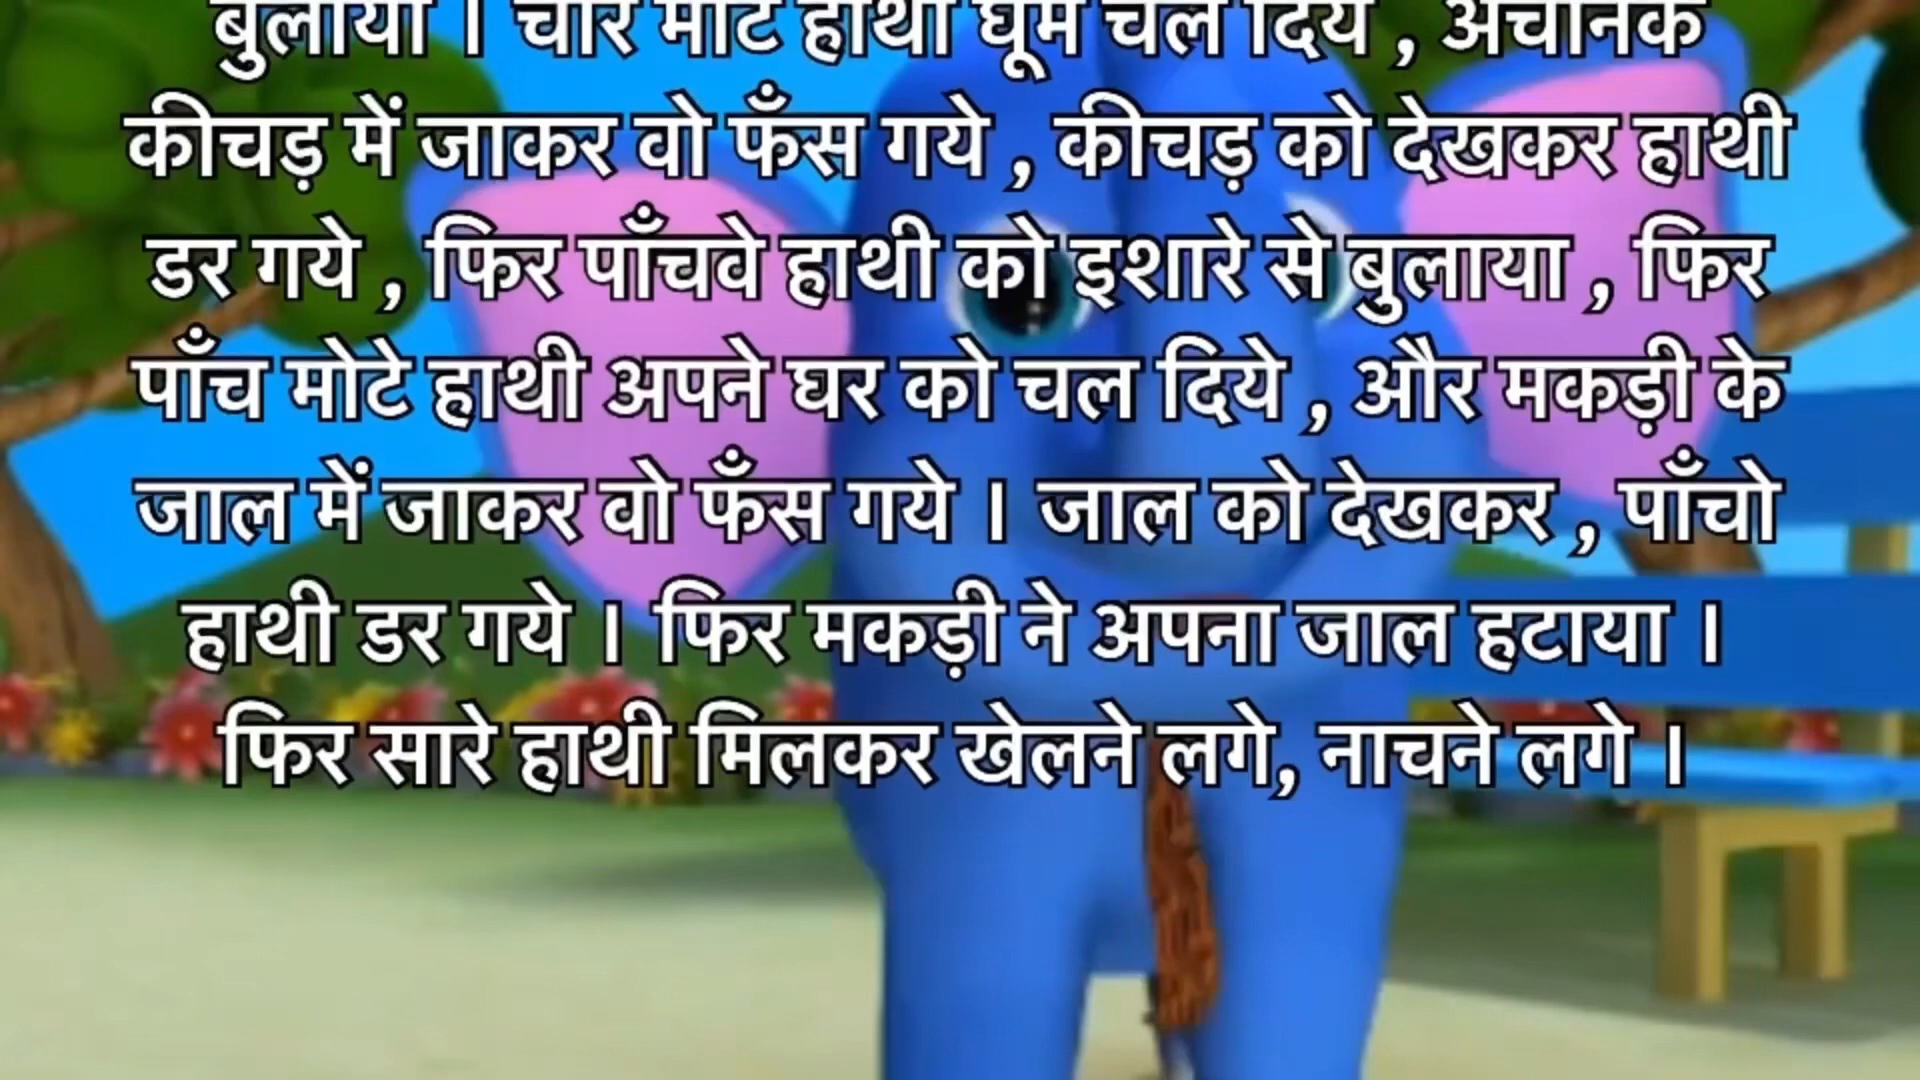 बुलाया । चार मोटे हाथी घूम चल दिये , अचानक
कीचड़ में जाकर वो फँस गये , कीचड़ को देखकर हाथी
डर गये , फिर पाँचवे हाथी को इशारे से बुलाया , फिर
पाँच मोटे हाथी अपने घर को चल दिये , और मकड़ी के
जाल में जाकर वो फँस गये । जाल को देखकर , पाँचो
हाथी डर गये । फिर मकड़ी ने अपना जाल हटाया ।
फिर सारे हाथी मिलकर खेलने लगे, नाचने लगे ।